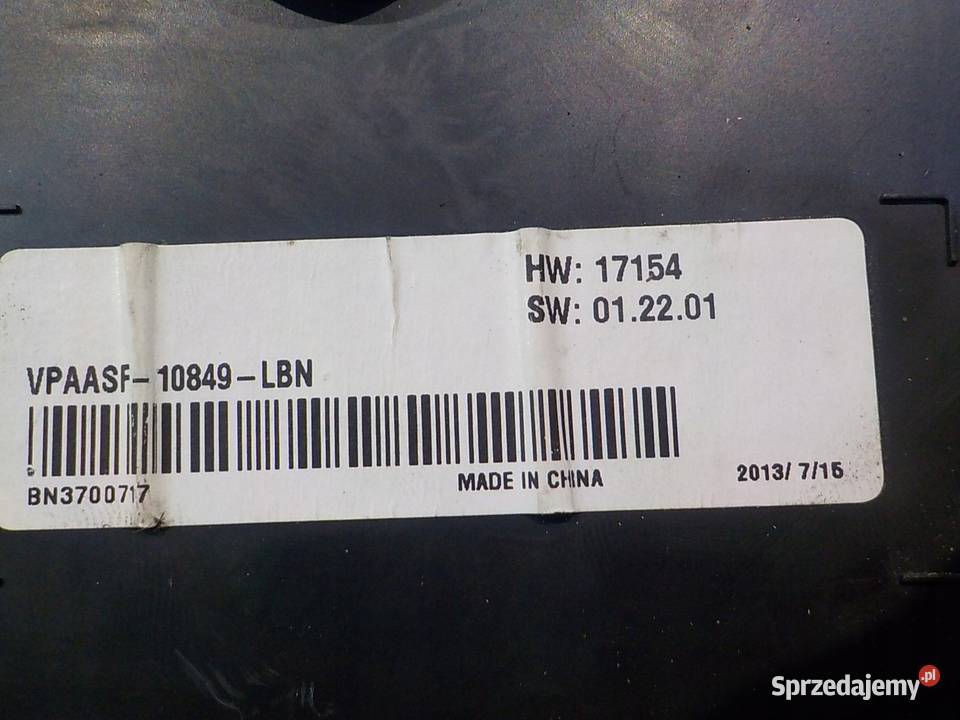 HW: 17154
SW: 01.22.01
VPAASF-10849-LBN
BN3700717
MADE IN CHINA
2013/7/15
Sprzedajemy.pl